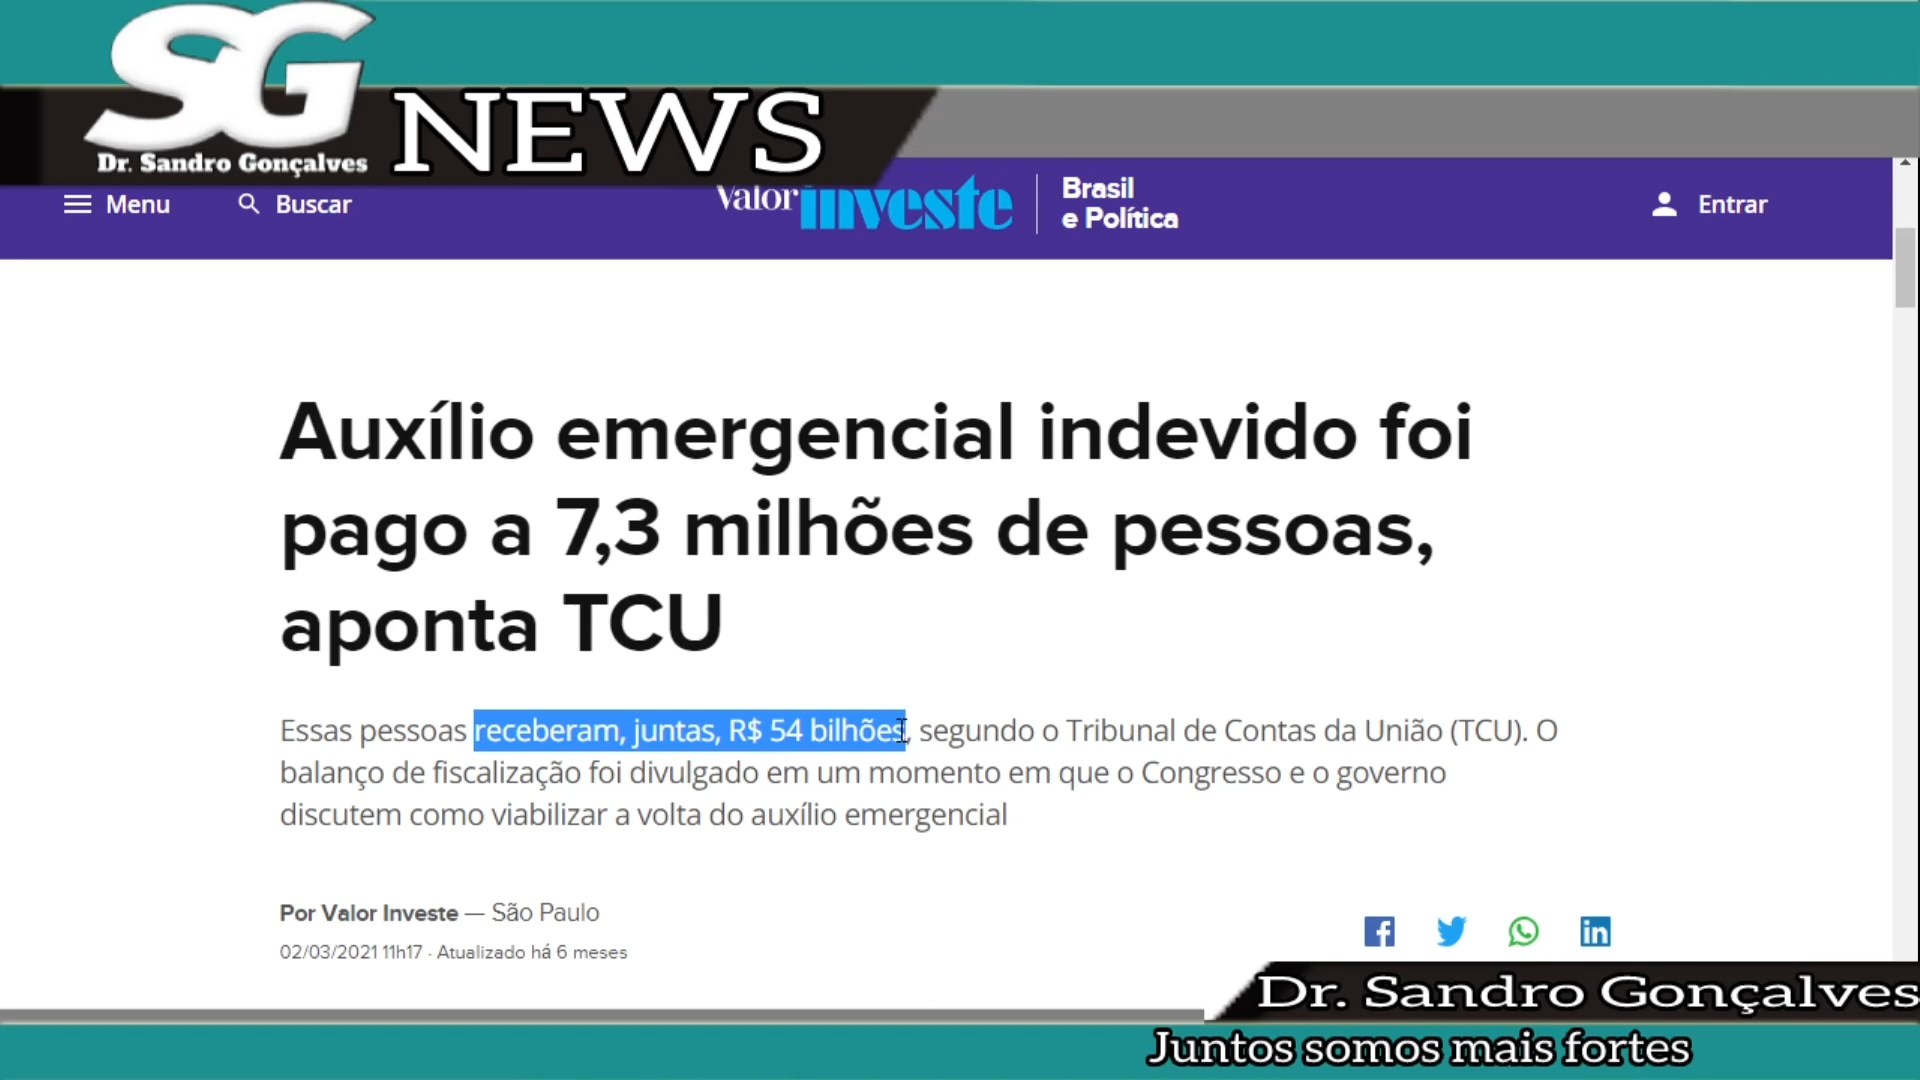 SG
Dr. Sandro Gonçalves
NEWS
Menu
Buscar
Valor investe
Brasil
e Política
Entrar
Auxílio emergencial indevido foi
pago a 7,3 milhões de pessoas,
aponta TCU
Essas pessoas receberam, juntas, R$ 54 bilhões, segundo o Tribunal de Contas da União (TCU). O
balanço de fiscalização foi divulgado em um momento em que o Congresso e o governo
discutem como viabilizar a volta do auxílio emergencial
Por Valor Investe — São Paulo
02/03/2021 11h17 · Atualizado há 6 meses
Dr. Sandro Gonçalves
Juntos somos mais fortes